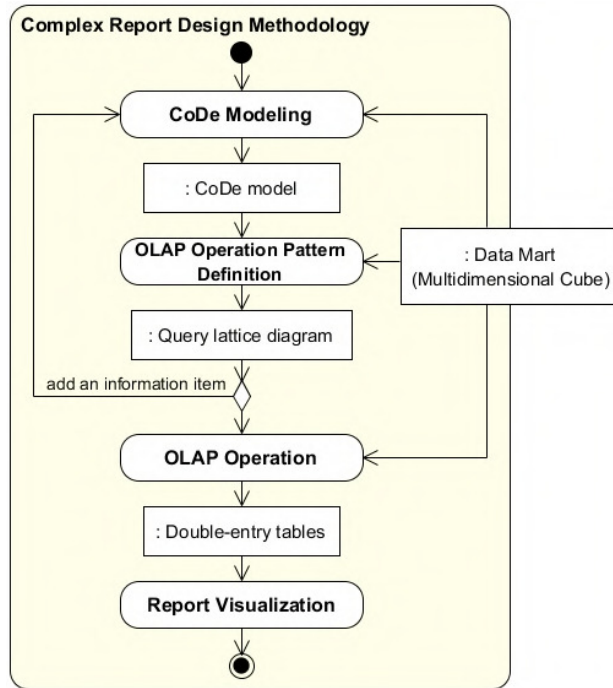 Complex Report Design Methodology
CoDe Modeling
: CoDe model
OLAP Operation Pattern
Definition
: Data Mart
(Multidimensional Cube)
: Query lattice diagram
add an information item
OLAP Operation
: Double-entry tables
Report Visualization